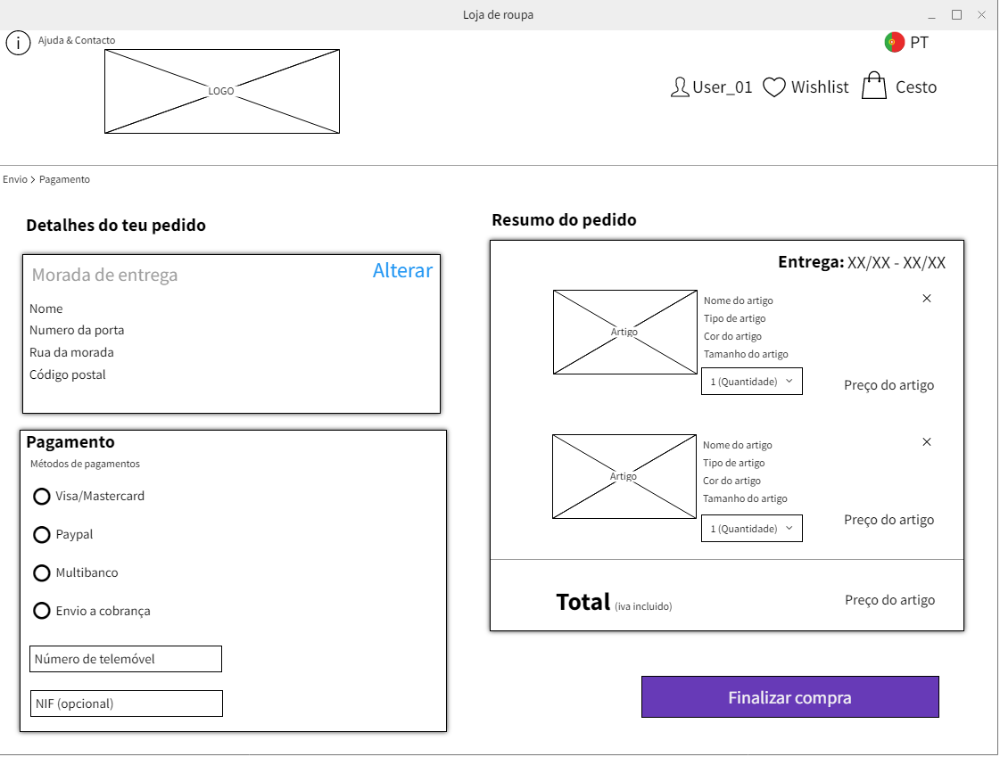 Loja de roupa
Ajuda & Contacto
PT
LOGO
User_01 Wishlist Cesto
Envio > Pagamento
Detalhes do teu pedido
Morada de entrega
Alterar
Nome
Numero da porta
Rua da morada
Código postal
Pagamento
Métodos de pagamentos
Visa/Mastercard
Paypal
Multibanco
Envio a cobrança
Número de telemóvel
NIF (opcional)
Resumo do pedido
Entrega: XX/XX - XX/XX
Artigo
Nome do artigo
Tipo de artigo
Cor do artigo
Tamanho do artigo
1 (Quantidade)
Preço do artigo
Artigo
Nome do artigo
Tipo de artigo
Cor do artigo
Tamanho do artigo
1 (Quantidade)
Preço do artigo
Total (iva incluido)
Preço do artigo
Finalizar compra